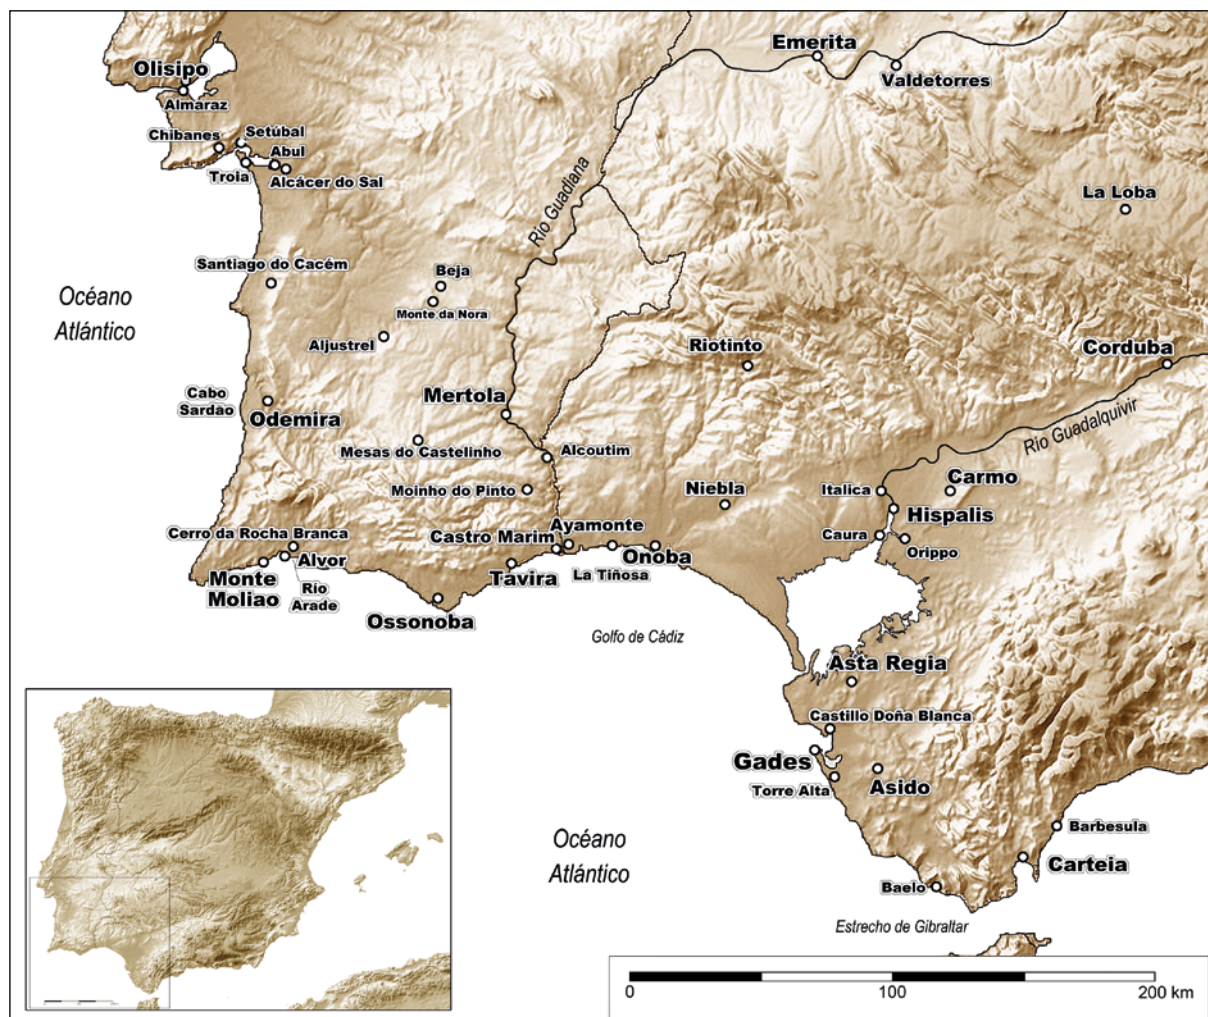 Emerita
Olisipo
Valdetorres
Almaraz
Chibanes
Setúbal
Abul
Troia
Alcácer do Sal
La Loba
Río Guadiana
Santiago do Cacém
Beja
Océano
Atlántico
Monte da Nora
Aljustrel
Riotinto
Corduba
Cabo
Sardão
Odemira
Mertola
Río Guadalquivir
Mesas do Castelinho
Alcoutim
Moinho do Pinto
Niebla
Italica
Carmo
Hispalis
Cerro da Rocha Branca
Castro Marim
Ayamonte
Caura
Orippo
Alvor
Onoba
Monte
Moliao
Rio
Arade
Tavira
La Tiñosa
Ossonoba
Golfo de Cádiz
Asta Regia
Castillo Doña Blanca
Gades
Torre Alta
Asido
Océano
Atlántico
Barbesula
Carteia
Baelo
Estrecho de Gibraltar
0 100 200 km